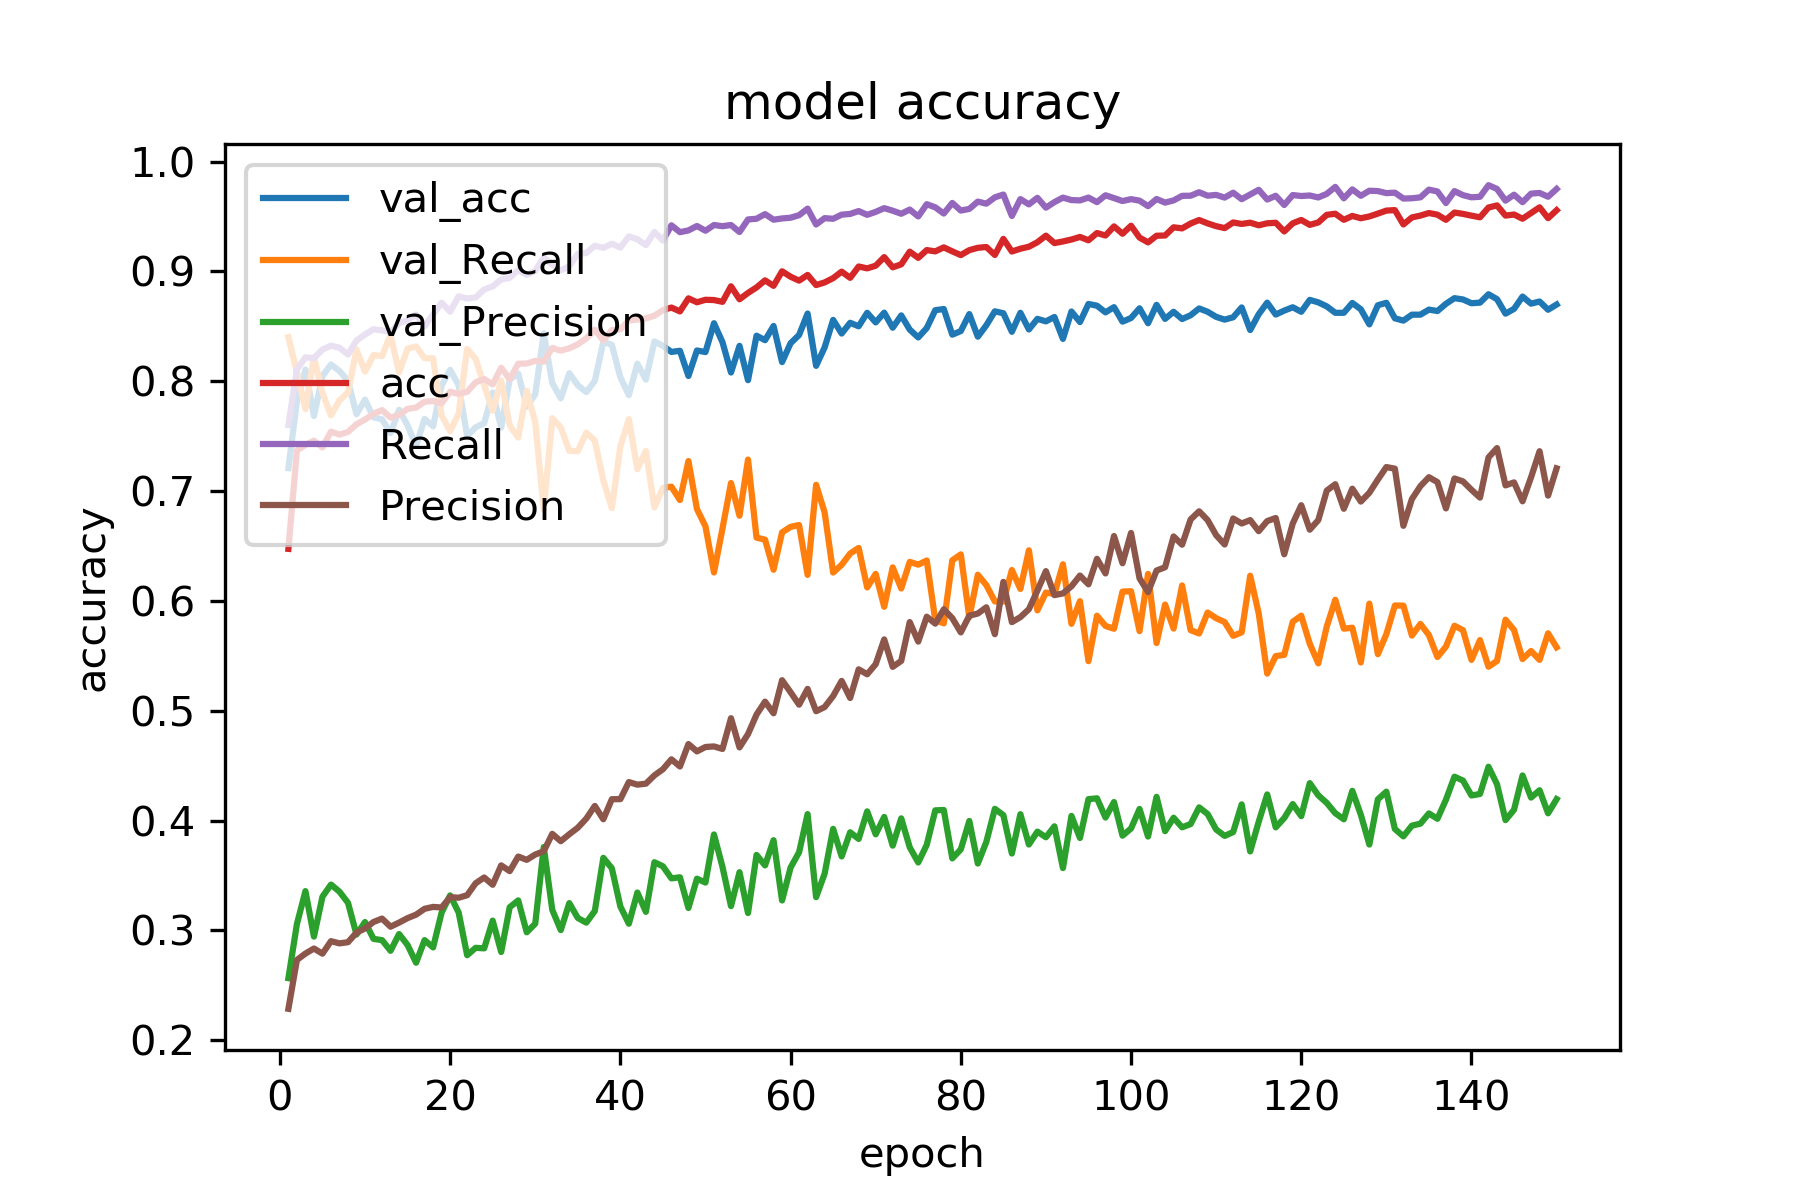 model accuracy
1.0
0.9
0.8
0.7
0.6
0.5
0.4
0.3
0.2
accuracy
val_acc
val_Recall
val_Precision
acc
Recall
Precision
0 20 40 60 80 100 120 140
epoch